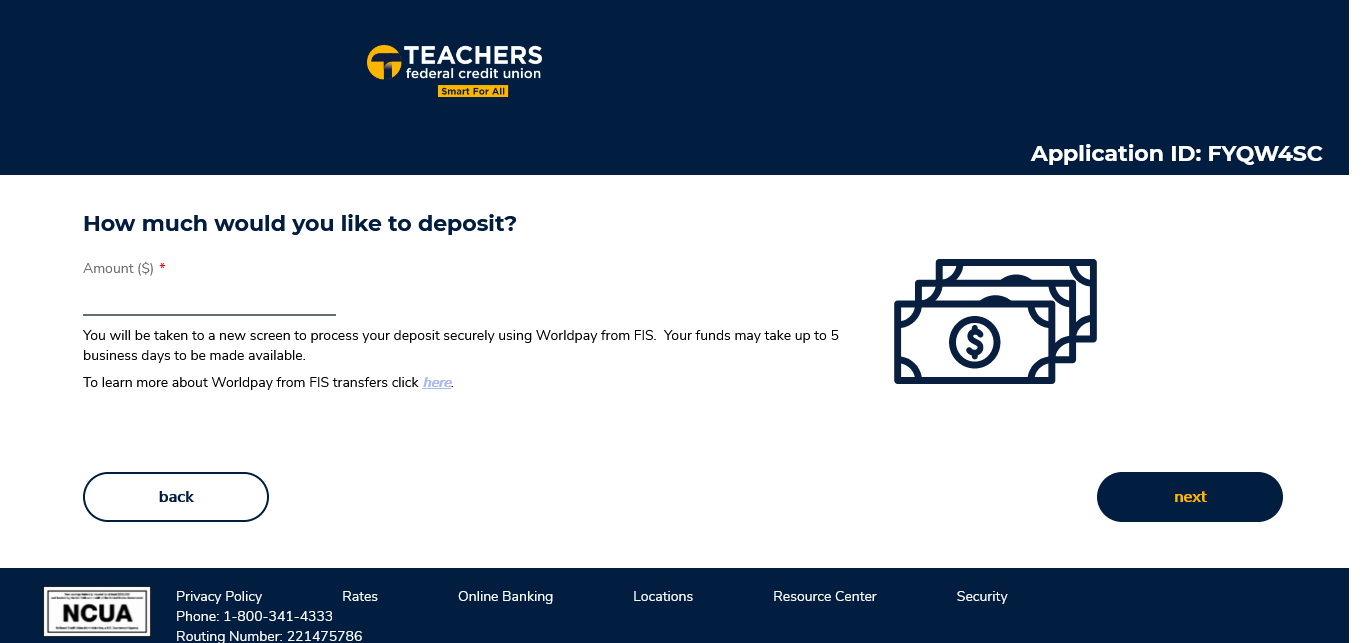 TEACHERS
federal credit union
Smart For All
Application ID: FYQW4SC
How much would you like to deposit?
Amount ($) *
You will be taken to a new screen to process your deposit securely using Worldpay from FIS. Your funds may take up to 5
business days to be made available.
To learn more about Worldpay from FIS transfers click here.
back
next
NCUA
Privacy Policy Rates Online Banking Locations Resource Center Security
Phone: 1-800-341-4333
Routing Number: 221475786